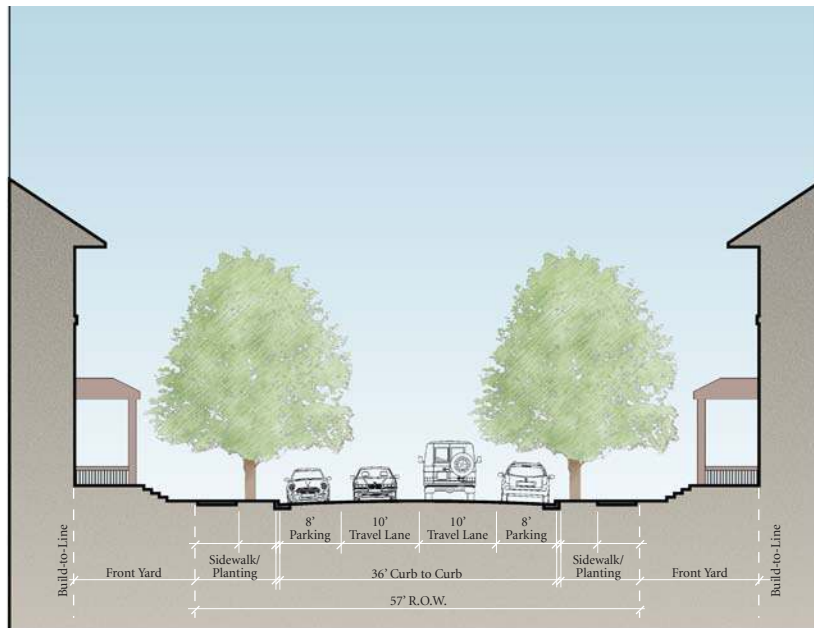 8’
Parking
10’
Travel Lane
10’
Travel Lane
8’
Parking
Build-to-Line
Front Yard
Sidewalk/
Planting
36’ Curb to Curb
Sidewalk/
Planting
Front Yard
Build-to-Line
57’ R.O.W.